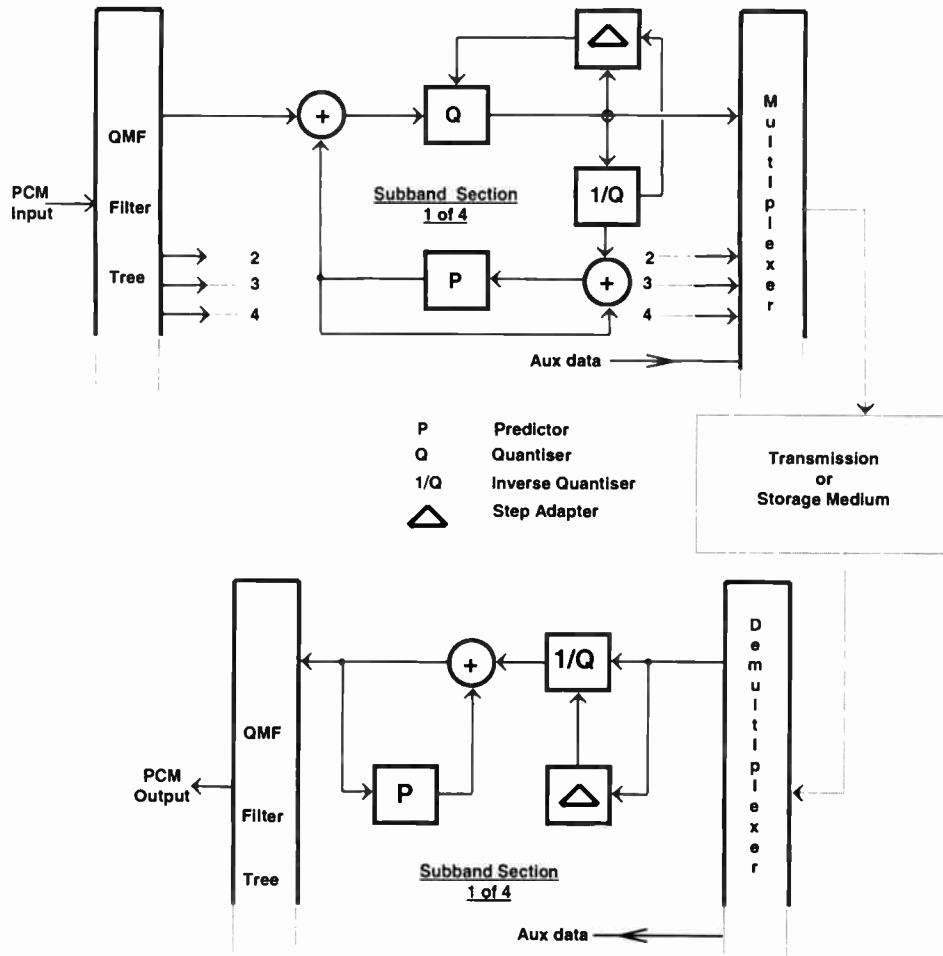 QMF
Filter
Tree
PCM
Input
2
3
4
+
Q
△
1/Q
Subband Section
1 of 4
P
+
2
3
4
Aux data
MultIplexer
P Predictor
Q Quantiser
1/Q Inverse Quantiser
△ Step Adapter
Transmission
or
Storage Medium
QMF
Filter
Tree
PCM
Output
+
1/Q
P
△
Subband Section
1 of 4
Aux data
DemultIplexer